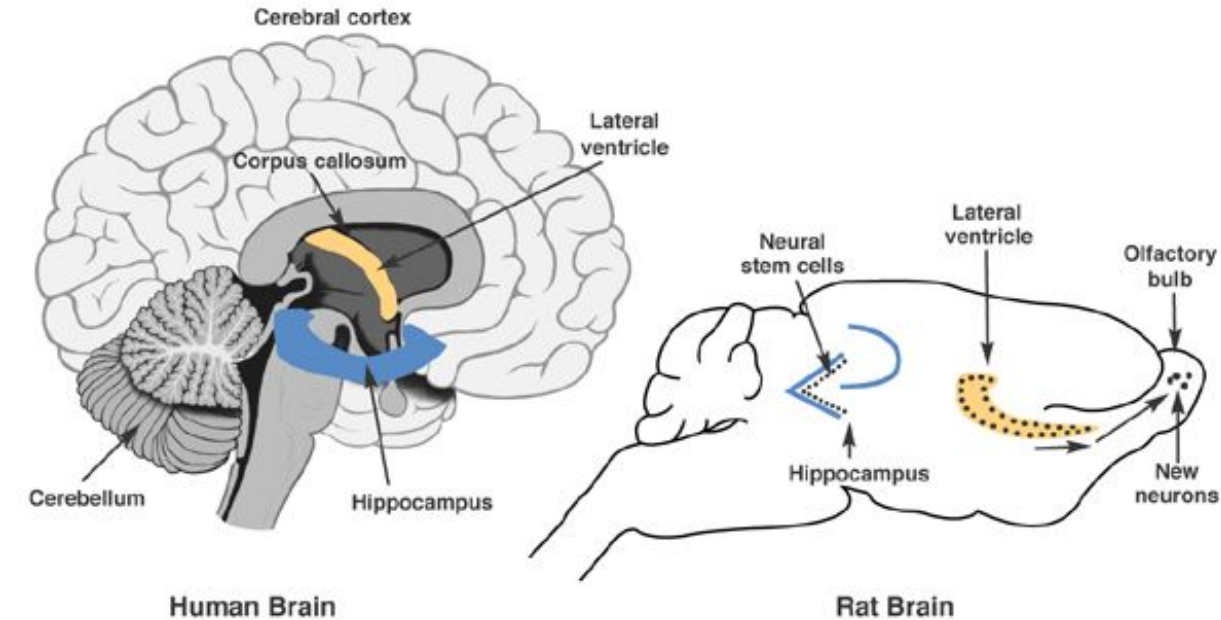 Cerebral cortex
Lateral
ventricle
Corpus callosum
Cerebellum
Hippocampus
Human Brain
Neural
stem cells
Lateral
ventricle
Olfactory
bulb
Hippocampus
New
neurons
Rat Brain